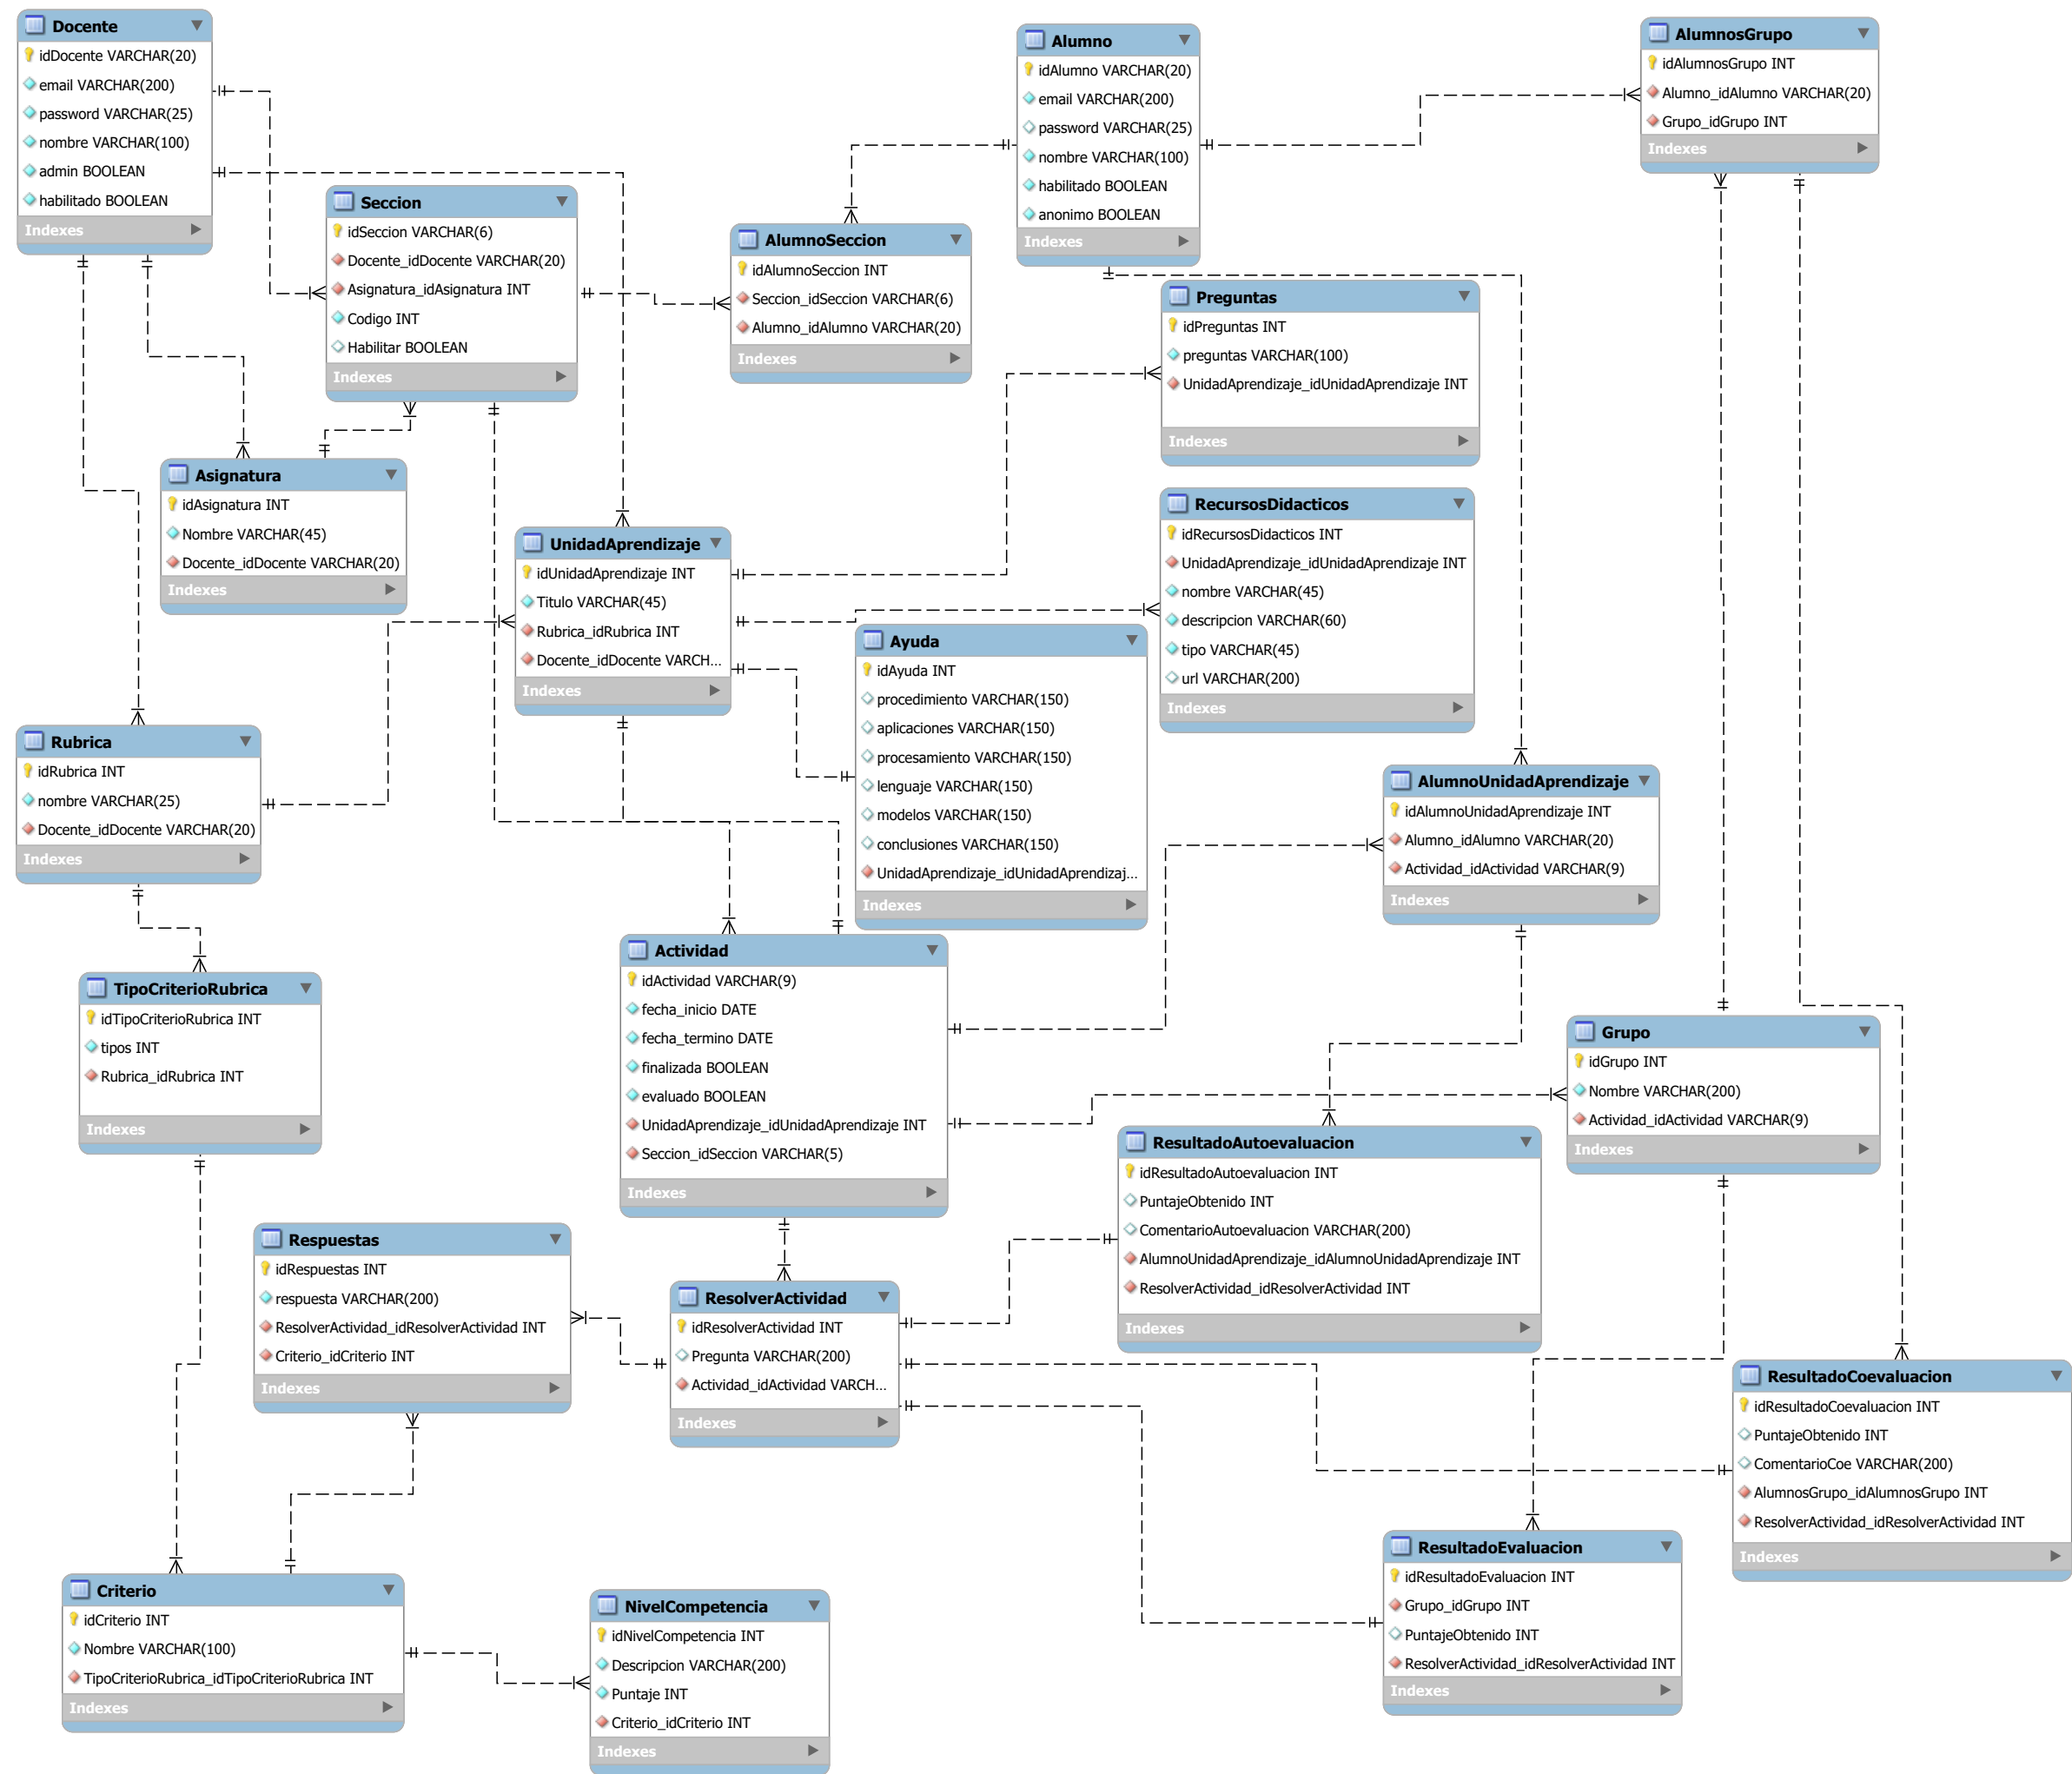 Docente
idDocente VARCHAR(20)
email VARCHAR(200)
password VARCHAR(25)
nombre VARCHAR(100)
admin BOOLEAN
habilitado BOOLEAN
Indexes
Alumno
idAlumno VARCHAR(20)
email VARCHAR(200)
password VARCHAR(25)
nombre VARCHAR(100)
habilitado BOOLEAN
anonimo BOOLEAN
Indexes
AlumnosGrupo
idAlumnosGrupo INT
Alumno_idAlumno VARCHAR(20)
Grupo_idGrupo INT
Indexes
Seccion
idSeccion VARCHAR(6)
Docente_idDocente VARCHAR(20)
Asignatura_idAsignatura INT
Codigo INT
Habilitar BOOLEAN
Indexes
AlumnoSeccion
idAlumnoSeccion INT
Seccion_idSeccion VARCHAR(6)
Alumno_idAlumno VARCHAR(20)
Indexes
Preguntas
idPreguntas INT
preguntas VARCHAR(100)
UnidadAprendizaje_idUnidadAprendizaje INT
Indexes
Asignatura
idAsignatura INT
Nombre VARCHAR(45)
Docente_idDocente VARCHAR(20)
Indexes
UnidadAprendizaje
idUnidadAprendizaje INT
Titulo VARCHAR(45)
Rubrica_idRubrica INT
Docente_idDocente VARCH...
Indexes
RecursosDidacticos
idRecursosDidacticos INT
UnidadAprendizaje_idUnidadAprendizaje INT
nombre VARCHAR(45)
descripcion VARCHAR(60)
tipo VARCHAR(45)
url VARCHAR(200)
Indexes
Ayuda
idAyuda INT
procedimiento VARCHAR(150)
aplicaciones VARCHAR(150)
procesamiento VARCHAR(150)
lenguaje VARCHAR(150)
modelos VARCHAR(150)
conclusiones VARCHAR(150)
UnidadAprendizaje_idUnidadAprendizaj...
Indexes
Rubrica
idRubrica INT
nombre VARCHAR(25)
Docente_idDocente VARCHAR(20)
Indexes
AlumnoUnidadAprendizaje
idAlumnoUnidadAprendizaje INT
Alumno_idAlumno VARCHAR(20)
Actividad_idActividad VARCHAR(9)
Indexes
Actividad
idActividad VARCHAR(9)
fecha_inicio DATE
fecha_termino DATE
finalizada BOOLEAN
evaluado BOOLEAN
UnidadAprendizaje_idUnidadAprendizaje INT
Seccion_idSeccion VARCHAR(5)
Indexes
TipoCriterioRubrica
idTipoCriterioRubrica INT
tipos INT
Rubrica_idRubrica INT
Indexes
Grupo
idGrupo INT
Nombre VARCHAR(200)
Actividad_idActividad VARCHAR(9)
Indexes
ResultadoAutoevaluacion
idResultadoAutoevaluacion INT
PuntajeObtenido INT
ComentarioAutoevaluacion VARCHAR(200)
AlumnoUnidadAprendizaje_idAlumnoUnidadAprendizaje INT
ResolverActividad_idResolverActividad INT
Indexes
Respuestas
idRespuestas INT
respuesta VARCHAR(200)
ResolverActividad_idResolverActividad INT
Criterio_idCriterio INT
Indexes
ResolverActividad
idResolverActividad INT
Pregunta VARCHAR(200)
Actividad_idActividad VARCH...
Indexes
ResultadoCoevaluacion
idResultadoCoevaluacion INT
PuntajeObtenido INT
ComentarioCoe VARCHAR(200)
AlumnosGrupo_idAlumnosGrupo INT
ResolverActividad_idResolverActividad INT
Indexes
ResultadoEvaluacion
idResultadoEvaluacion INT
Grupo_idGrupo INT
PuntajeObtenido INT
ResolverActividad_idResolverActividad INT
Indexes
Criterio
idCriterio INT
Nombre VARCHAR(100)
TipoCriterioRubrica_idTipoCriterioRubrica INT
Indexes
NivelCompetencia
idNivelCompetencia INT
Descripcion VARCHAR(200)
Puntaje INT
Criterio_idCriterio INT
Indexes